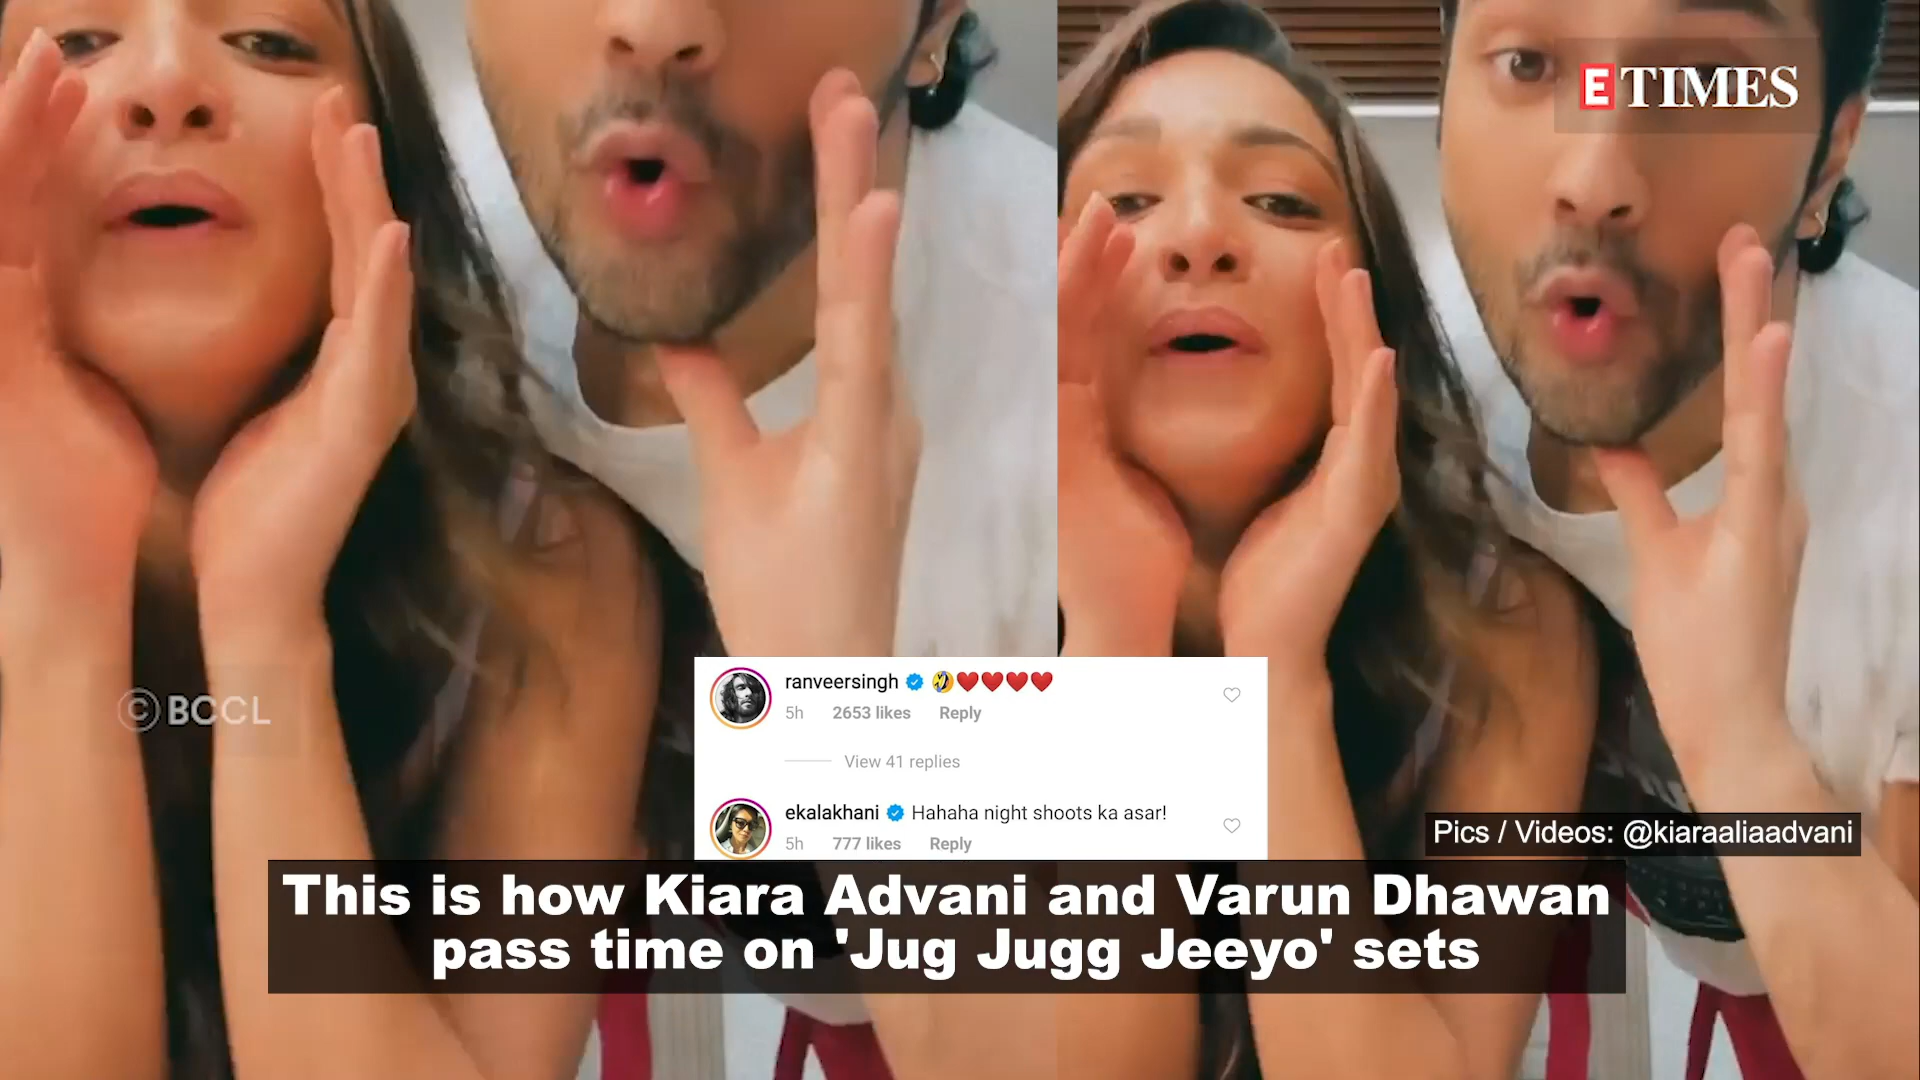 ETIMES
©BCCL
ranveersingh 🤣❤️❤️❤️❤️
5h 2653 likes Reply
View 41 replies
ekalakhani Hahaha night shoots ka asar!
5h 777 likes Reply
Pics / Videos: @kiaraaliaadvani
This is how Kiara Advani and Varun Dhawan
pass time on 'Jug Jugg Jeeyo' sets